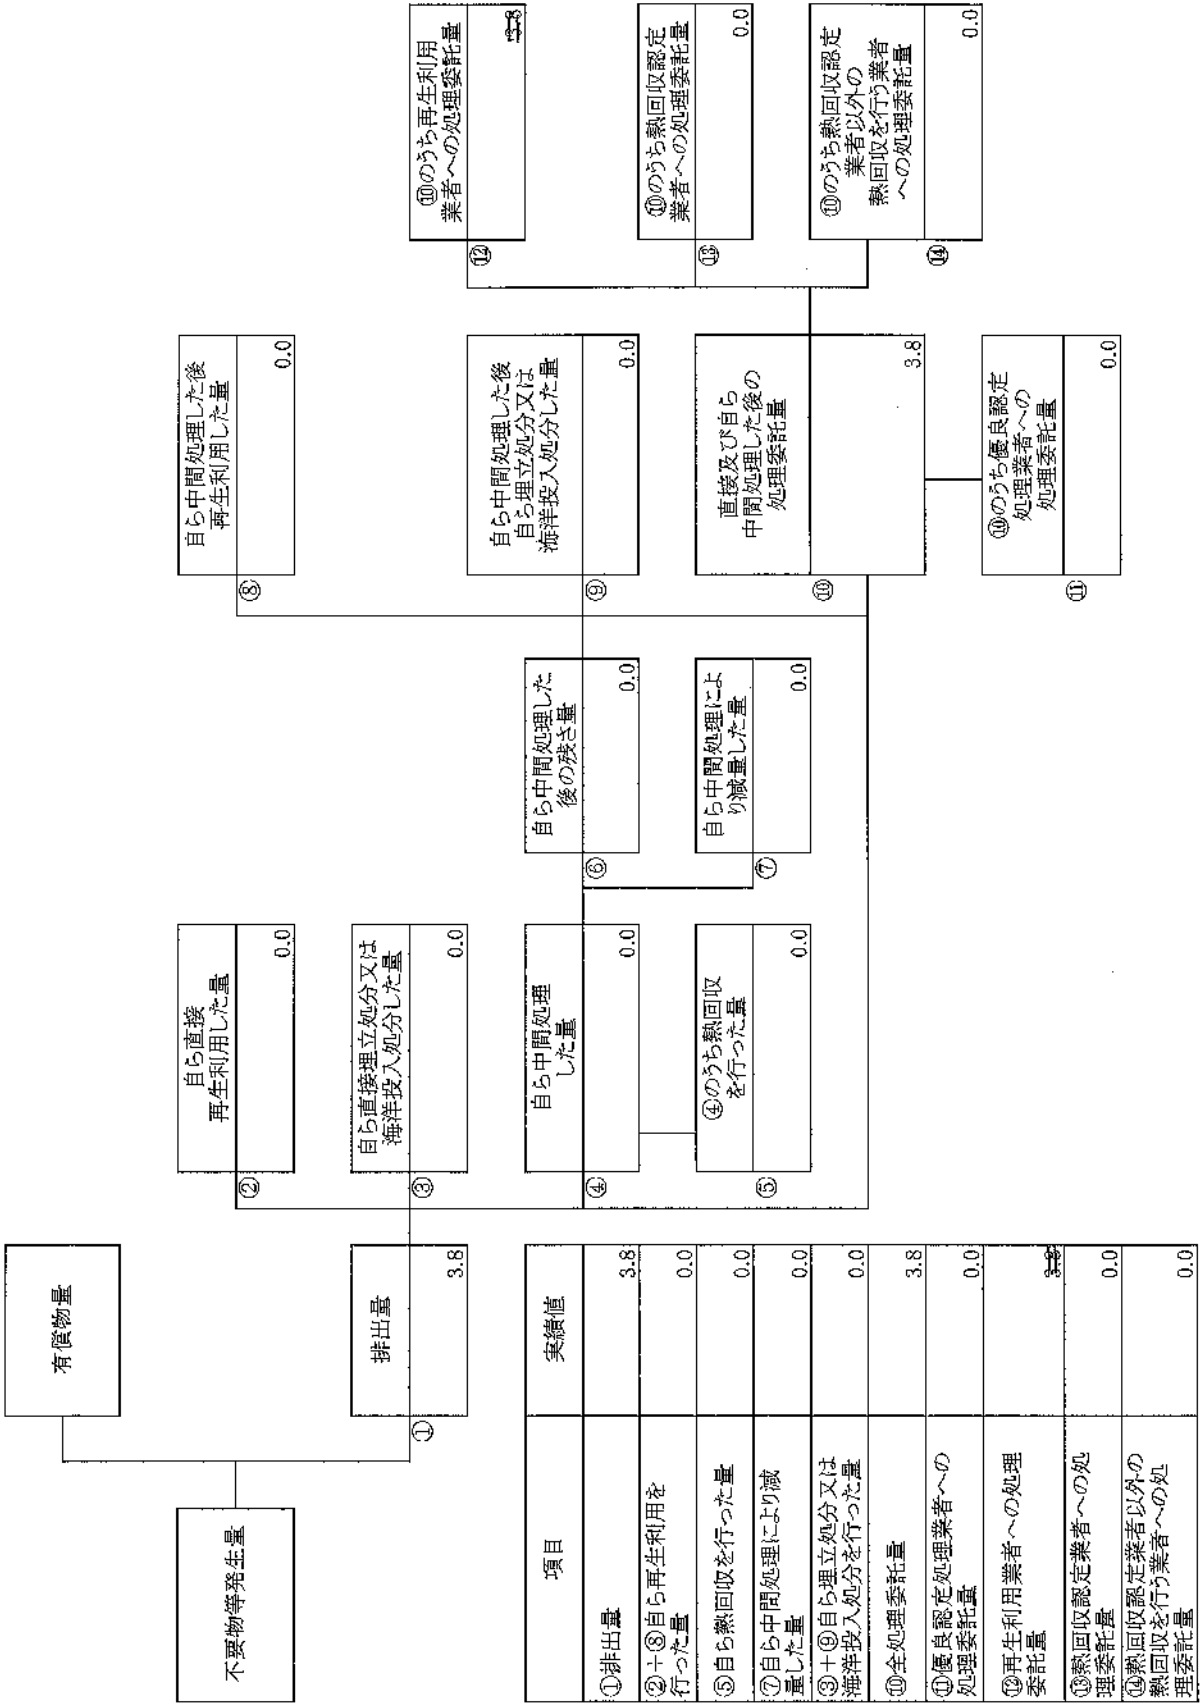 不要物等発生量
有償物量
①
排出量
3.8
②
自ら直接
再生利用した量
0.0
③
自ら直接埋立処分又は
海洋投入処分した量
0.0
④
自ら中間処理
した量
0.0
⑤
④のうち熱回収
を行った量
0.0
⑥
自ら中間処理した
後の残さ量
0.0
⑦
自ら中間処理によ
り減量した量
0.0
⑧
自ら中間処理した後
再生利用した量
0.0
⑨
自ら中間処理した後
自ら埋立処分又は
海洋投入処分した量
0.0
⑩
直接及び自ら
中間処理した後の
処理委託量
3.8
⑪
⑩のうち優良認定
処理業者への
処理委託量
0.0
⑫
⑩のうち再生利用
業者への処理委託量
3.8
⑬
⑩のうち熱回収認定
業者への処理委託量
0.0
⑭
⑩のうち熱回収認定
業者以外の
熱回収を行う業者
への処理委託量
0.0
項目 実績値
①排出量 3.8
②+⑧自ら再生利用を
行った量 0.0
⑤自ら熱回収を行った量 0.0
⑦自ら中間処理により減
量した量 0.0
③+⑨自ら埋立処分又は
海洋投入処分を行った量 0.0
⑩全処理委託量 3.8
⑪優良認定処理業者への
処理委託量 0.0
⑫再生利用業者への処理
委託量 3.8
⑬熱回収認定業者への処
理委託量 0.0
⑭熱回収認定業者以外の
熱回収を行う業者への処
理委託量 0.0